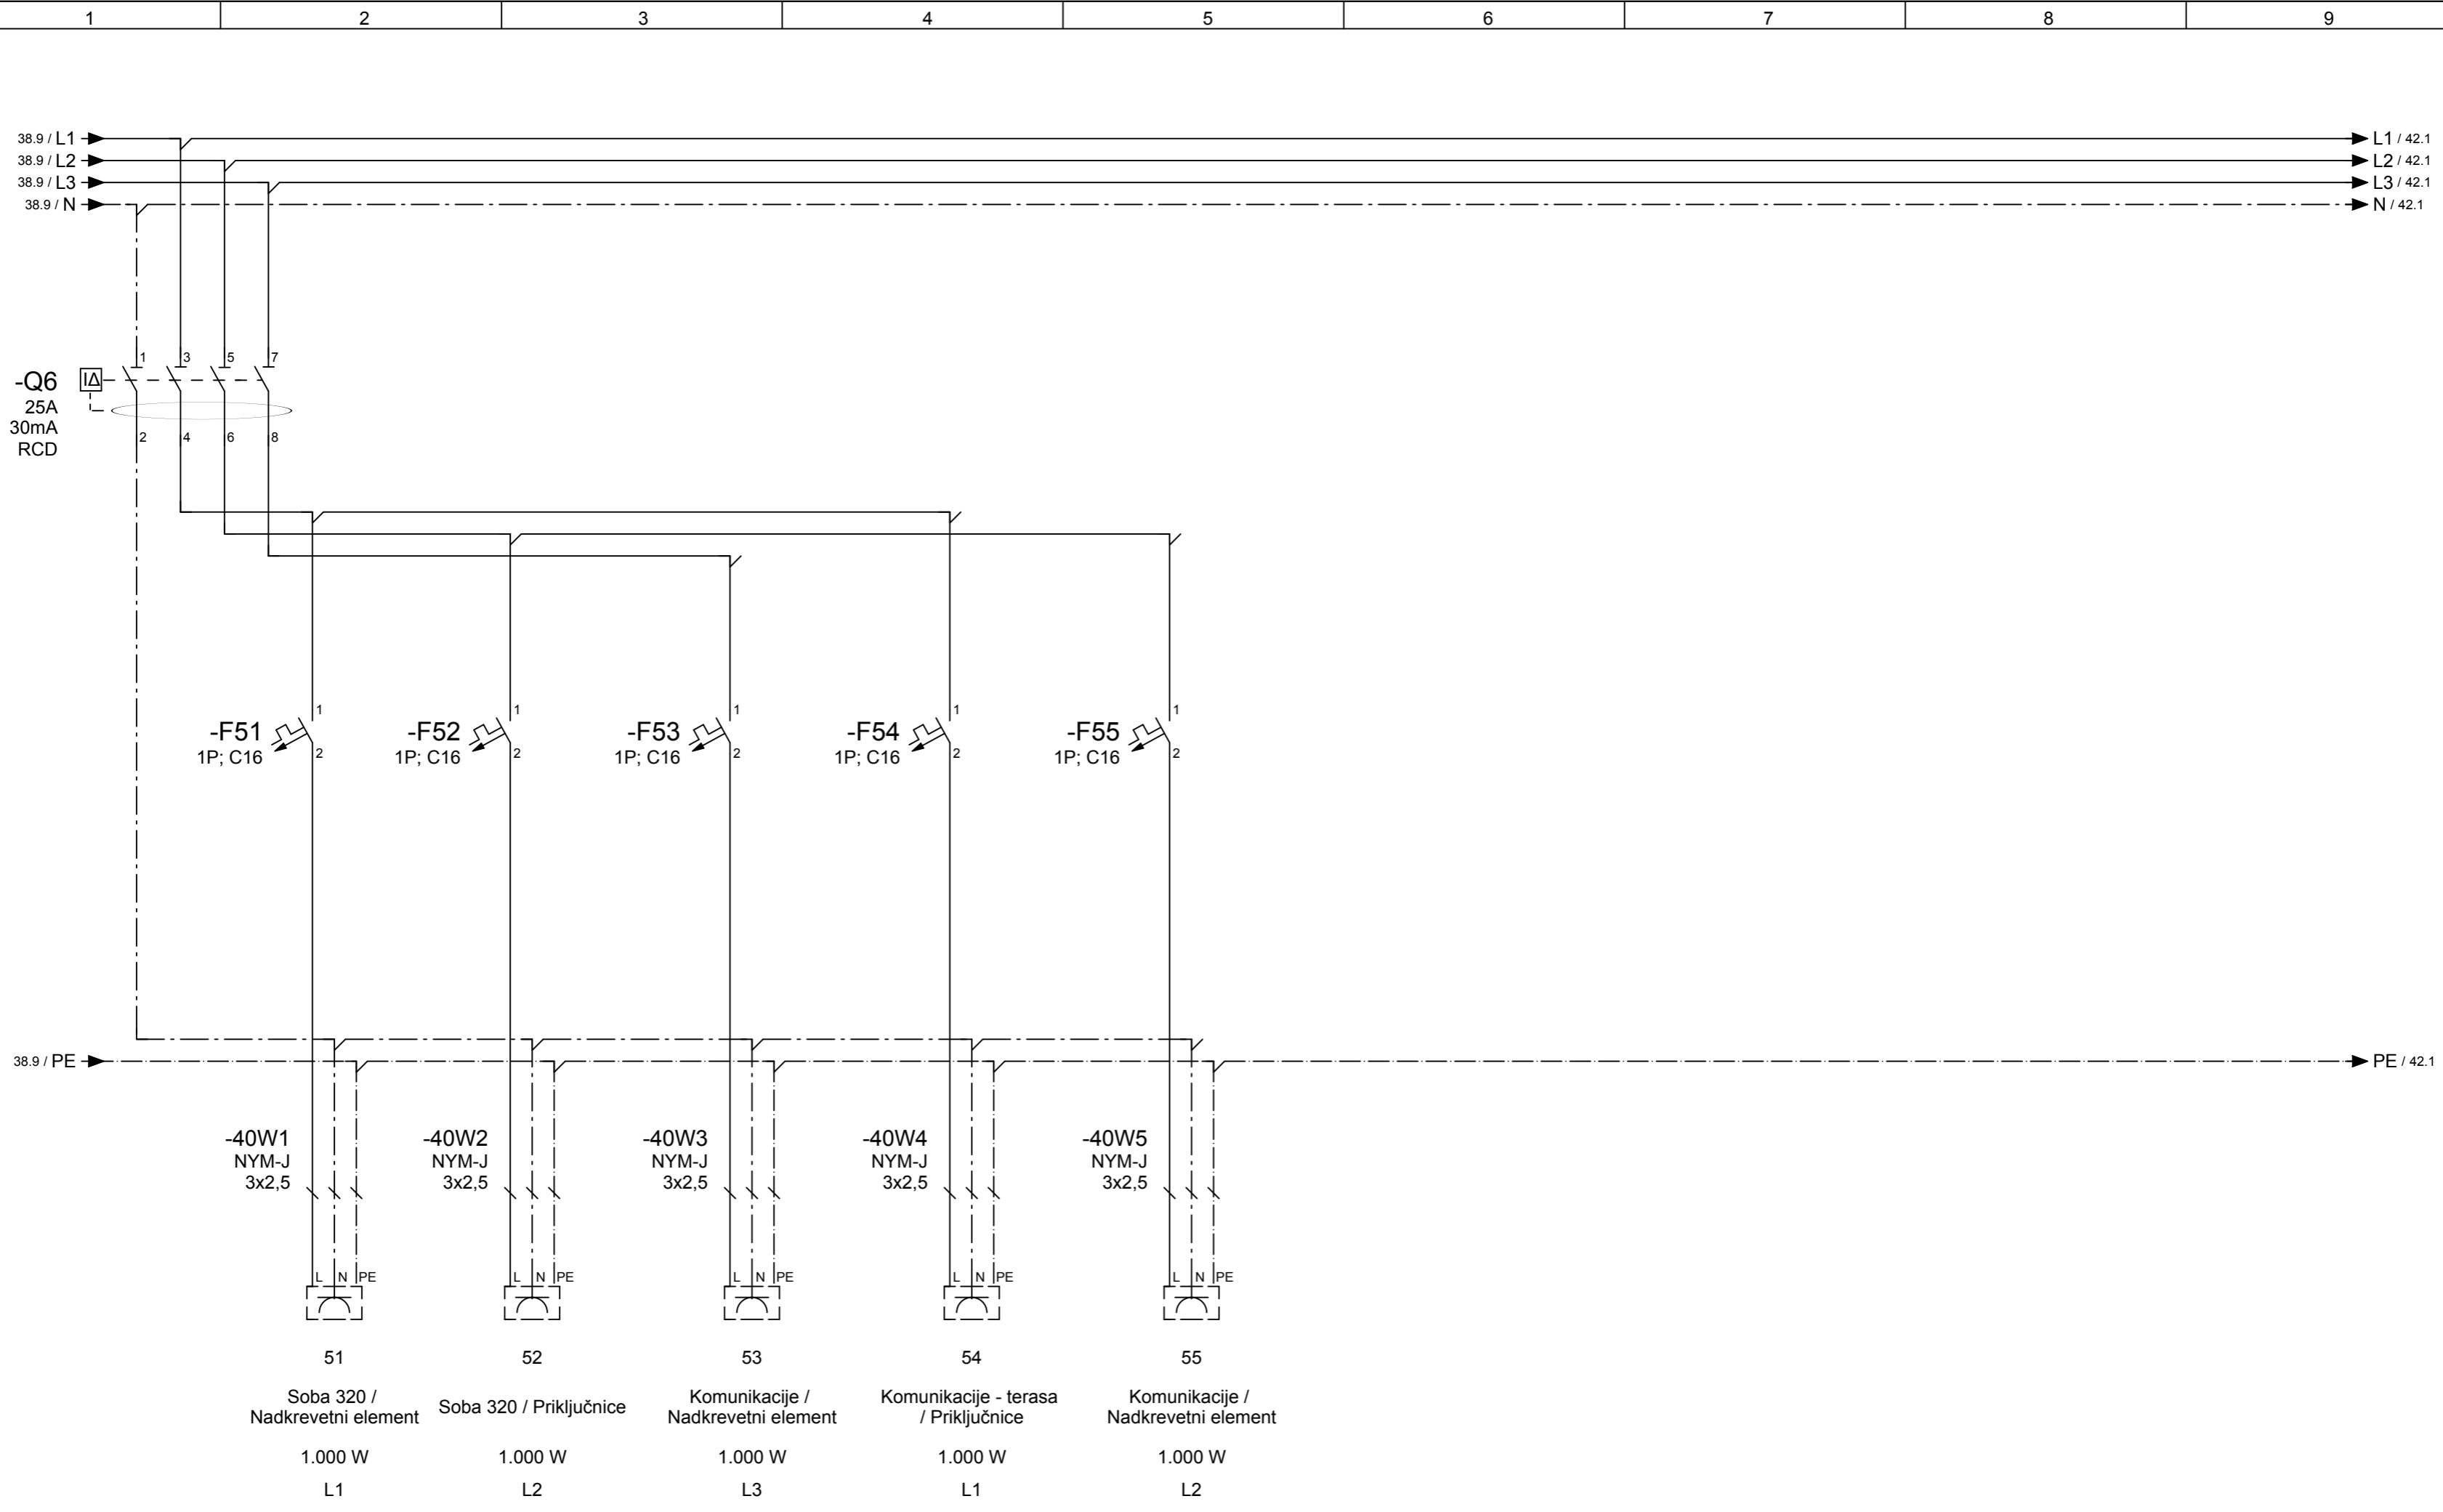 1 2 3 4 5 6 7 8 9
38.9 / L1 L1 / 42.1
38.9 / L2 L2 / 42.1
38.9 / L3 L3 / 42.1
38.9 / N N / 42.1
1 3 5 7
-Q6 I∆
25A
30mA
RCD
2 4 6 8
1 1 1 1 1
-F51 -F52 -F53 -F54 -F55
1P; C16 1P; C16 1P; C16 1P; C16 1P; C16
2 2 2 2 2
38.9 / PE PE / 42.1
-40W1 -40W2 -40W3 -40W4 -40W5
NYM-J NYM-J NYM-J NYM-J NYM-J
3x2,5 3x2,5 3x2,5 3x2,5 3x2,5
L N PE L N PE L N PE L N PE L N PE
51 52 53 54 55
Soba 320 /
Nadkrevetni element
Soba 320 / Priključnice
Komunikacije /
Nadkrevetni element
Komunikacije - terasa
/ Priključnice
Komunikacije /
Nadkrevetni element
1.000 W 1.000 W 1.000 W 1.000 W 1.000 W
L1 L2 L3 L1 L2